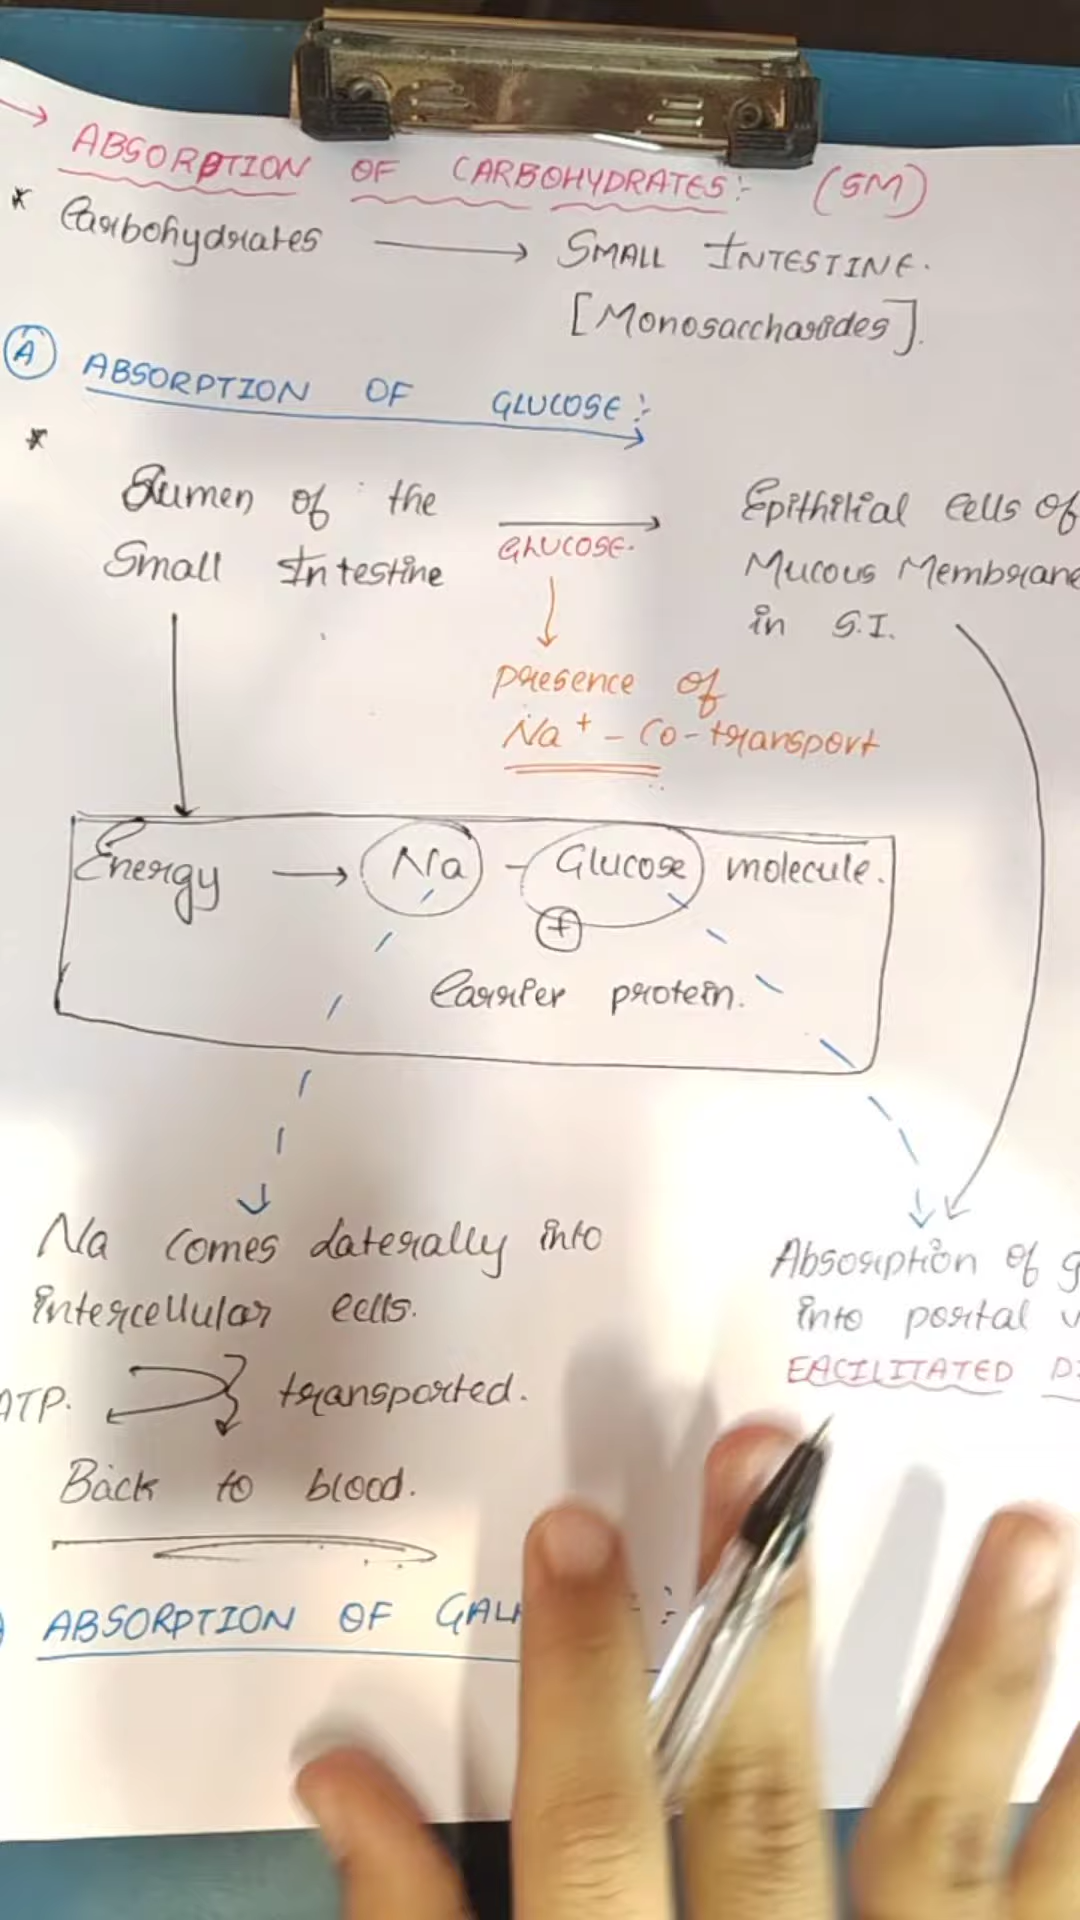 ABSORPTION OF CARBOHYDRATES:- (5M)
* Carbohydrates → SMALL INTESTINE.
[Monosaccharides].
(A) ABSORPTION OF GLUCOSE:-
*
Lumen of the
Small Intestine
→
GLUCOSE.
Epithilial cells of
Mucous Membrane
in S.I.
presence of
Na+ - Co-transport
Energy → Na - Glucose molecule.
+
Carrier protein.
Na comes laterally into
intercellular cells.
ATP. transported.
Back to blood.
Absorption of
into portal
FACILITATED
ABSORPTION OF